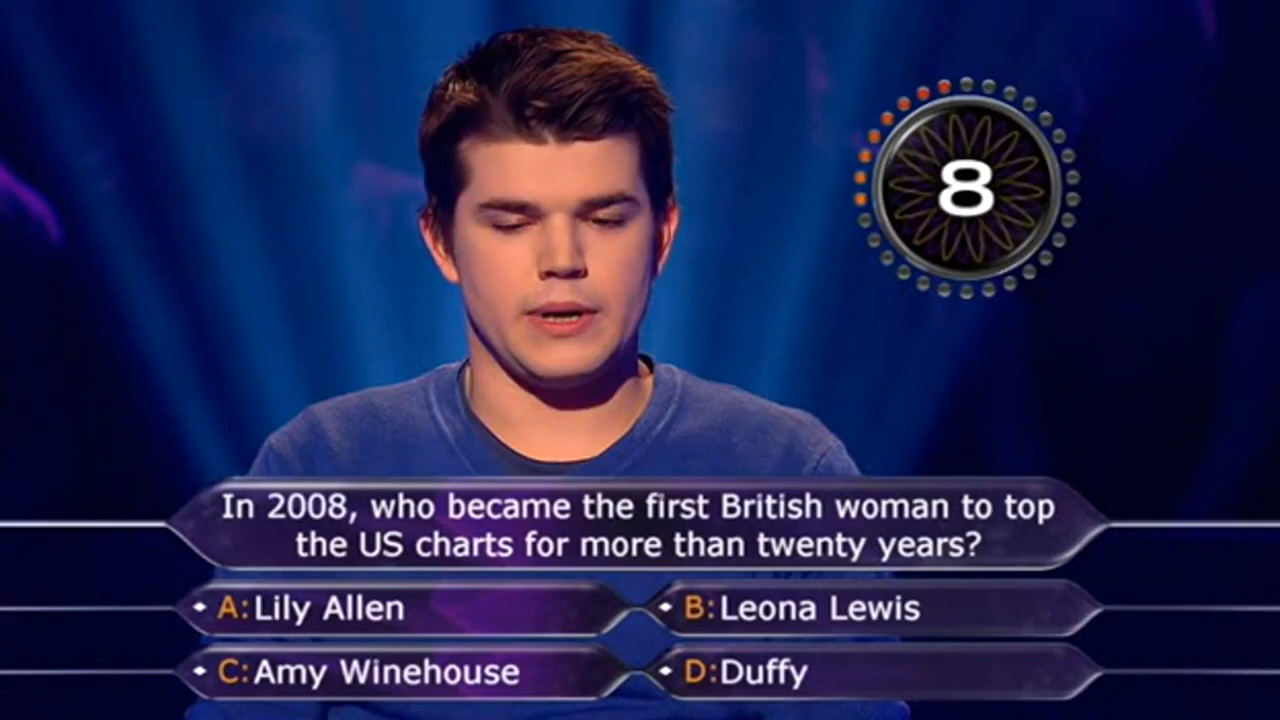 8
In 2008, who became the first British woman to top
the US charts for more than twenty years?
A: Lily Allen
B: Leona Lewis
C: Amy Winehouse
D: Duffy